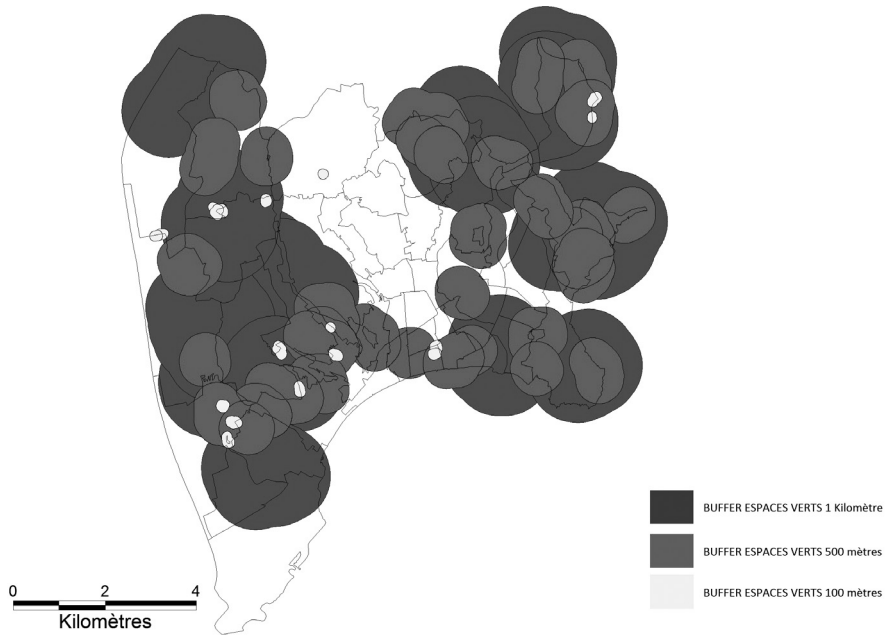 BUFFER ESPACES VERTS 1 Kilomètre
BUFFER ESPACES VERTS 500 mètres
BUFFER ESPACES VERTS 100 mètres
0 2 4
Kilomètres